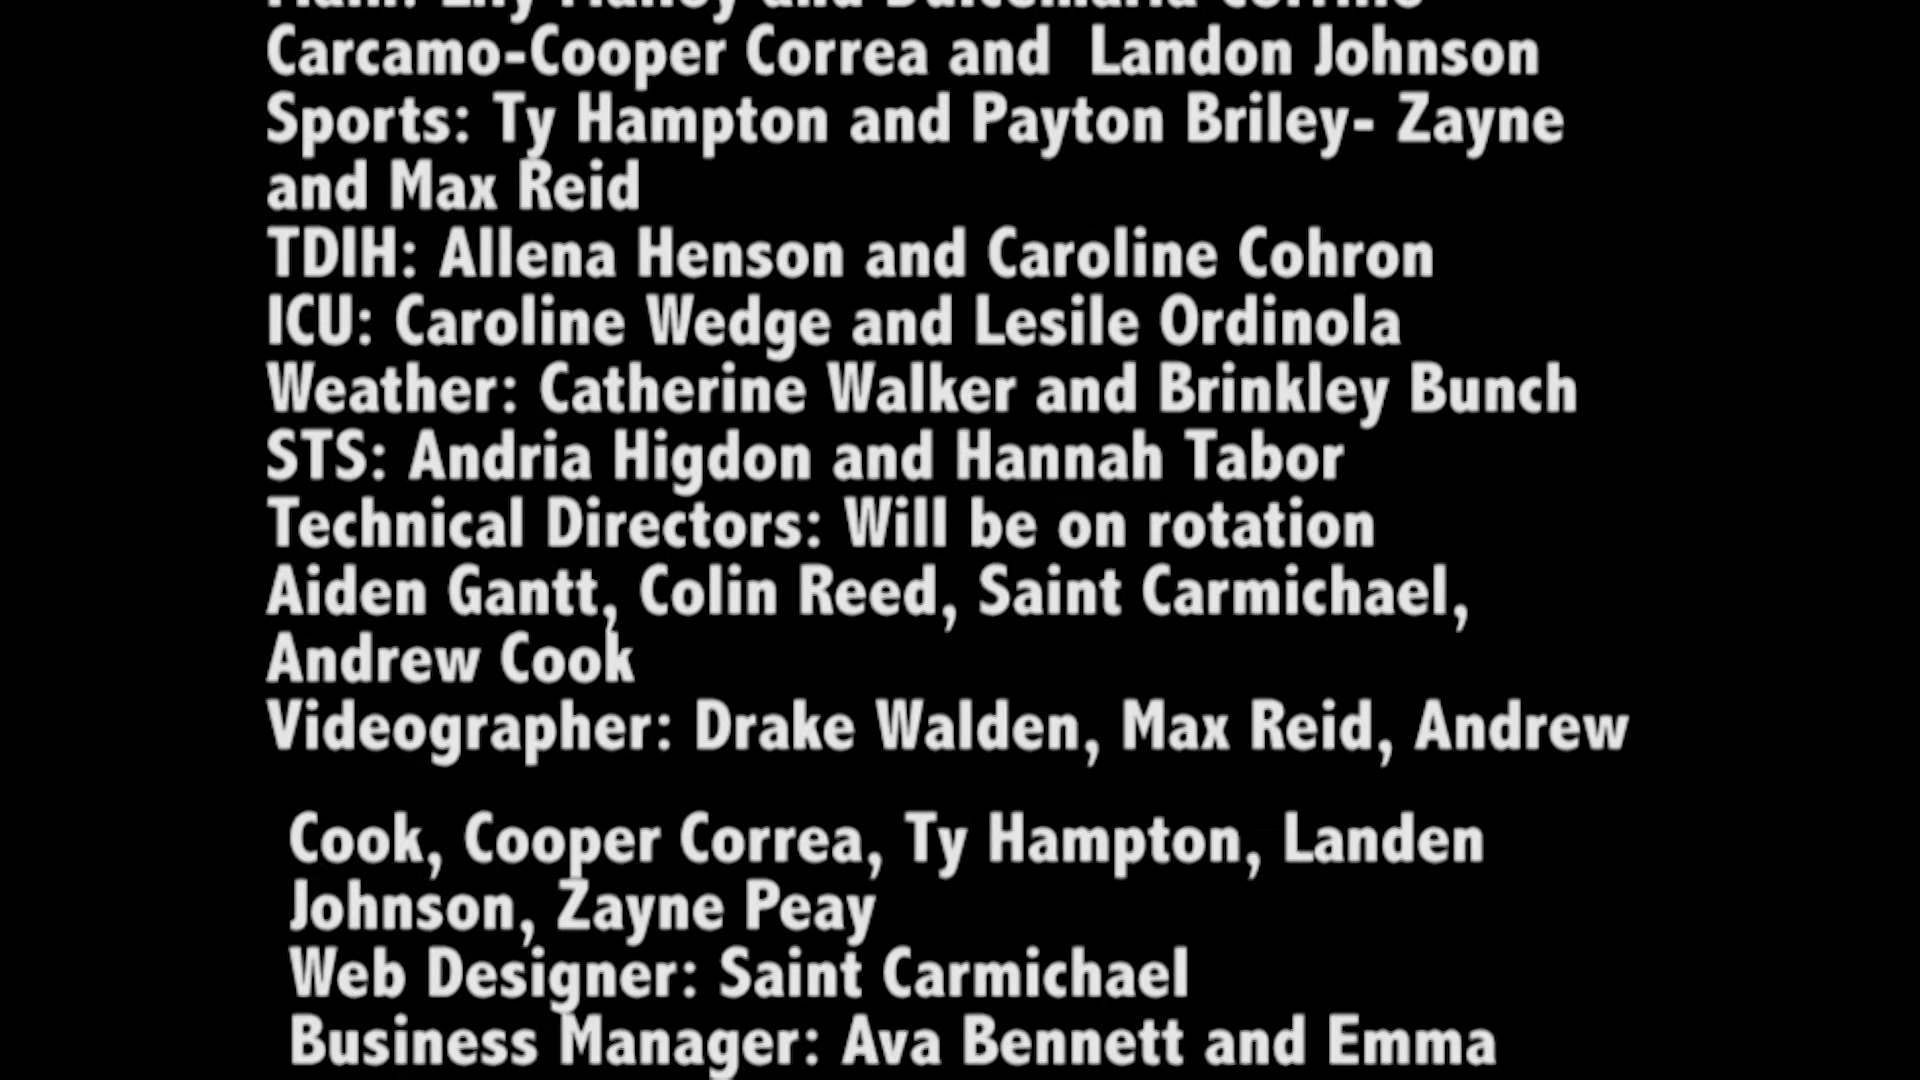 and
Carcamo-Cooper Correa and Landon Johnson
Sports: Ty Hampton and Payton Briley- Zayne
and Max Reid
TDIH: Allena Henson and Caroline Cohron
ICU: Caroline Wedge and Lesile Ordinola
Weather: Catherine Walker and Brinkley Bunch
STS: Andria Higdon and Hannah Tabor
Technical Directors: Will be on rotation
Aiden Gantt, Colin Reed, Saint Carmichael,
Andrew Cook
Videographer: Drake Walden, Max Reid, Andrew
Cook, Cooper Correa, Ty Hampton, Landen
Johnson, Zayne Peay
Web Designer: Saint Carmichael
Business Manager: Ava Bennett and Emma